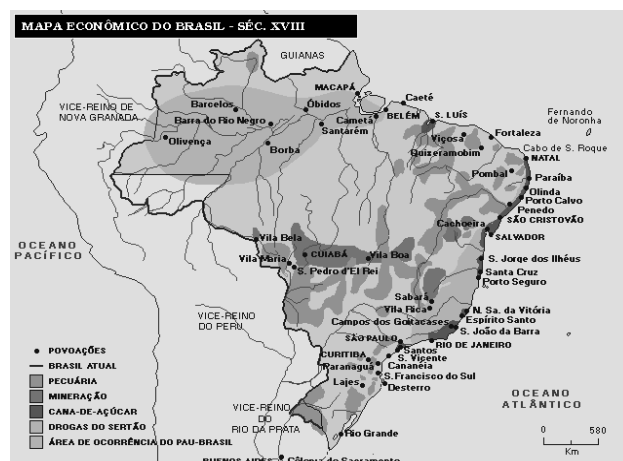 MAPA ECONÔMICO DO BRASIL - SÉC. XVIII
GUIANAS
MACAPÁ
VICE-REINO DE
NOVA GRANADA
Barcelos
Óbidos
Caeté
Barra do Rio Negro
Cametá
BELÉM
Santarém
S. LUÍS
Fernando
de Noronha
Olivença
Borba
Viçosa
Fortaleza
Quixeramobim
Cabo de S. Roque
NATAL
Pombal
Paraíba
Olinda
Porto Calvo
Penedo
Cachoeira
SÃO CRISTOVÃO
SALVADOR
OCEANO
PACÍFICO
Vila Bela
CUIABÁ
Vila Boa
Vila Maria
S. Pedro d'El Rei
S. Jorge dos Ilhéus
Santa Cruz
Porto Seguro
VICE-REINO
DO PERU
Sabará
Vila Rica
N. Sa. da Vitória
Espírito Santo
Campos dos Goitacases
S. João da Barra
SÃO PAULO
RIO DE JANEIRO
Santos
S. Vicente
CURITIBA
Paranaguá
Cananéia
S. Francisco do Sul
Lajes
Desterro
VICE-REINO
DO
RIO DA PRATA
OCEANO
ATLÂNTICO
Rio Grande
BUENOS AIRES
Colônia do Sacramento
POVOAÇÕES
BRASIL ATUAL
PECUÁRIA
MINERAÇÃO
CANA-DE-AÇÚCAR
DROGAS DO SERTÃO
ÁREA DE OCORRÊNCIA DO PAU-BRASIL
0 580
Km